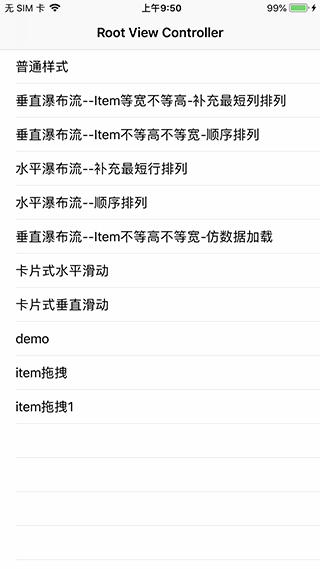 无 SIM 卡 上午9:50 99%
Root View Controller
普通样式
垂直瀑布流--Item等宽不等高-补充最短列排列
垂直瀑布流--Item不等高不等宽-顺序排列
水平瀑布流--补充最短行排列
水平瀑布流--顺序排列
垂直瀑布流--Item不等高不等宽-仿数据加载
卡片式水平滑动
卡片式垂直滑动
demo
item拖拽
item拖拽1